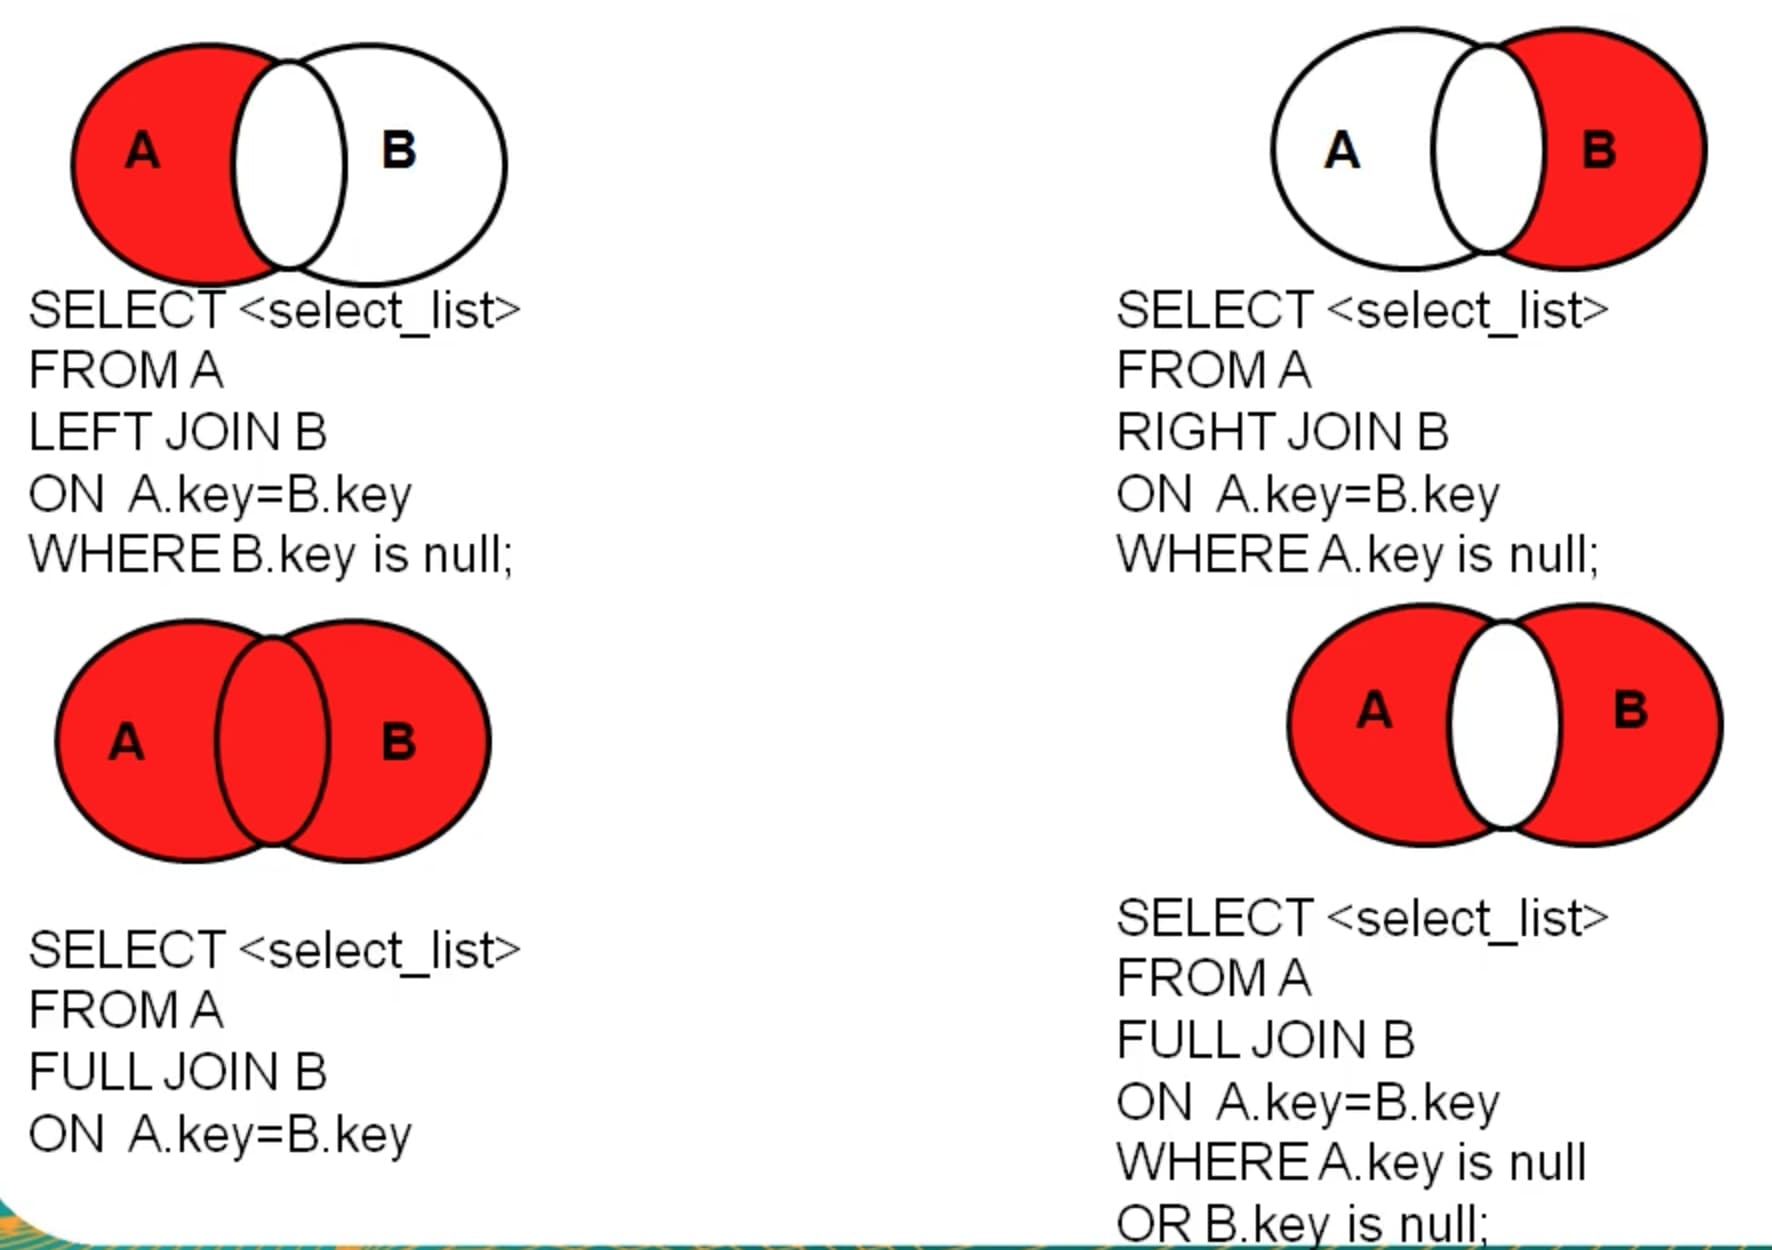 A B
SELECT <select_list>
FROM A
LEFT JOIN B
ON A.key=B.key
WHERE B.key is null;
A B
SELECT <select_list>
FROM A
RIGHT JOIN B
ON A.key=B.key
WHERE A.key is null;
A B
SELECT <select_list>
FROM A
FULL JOIN B
ON A.key=B.key
A B
SELECT <select_list>
FROM A
FULL JOIN B
ON A.key=B.key
WHERE A.key is null
OR B.key is null;